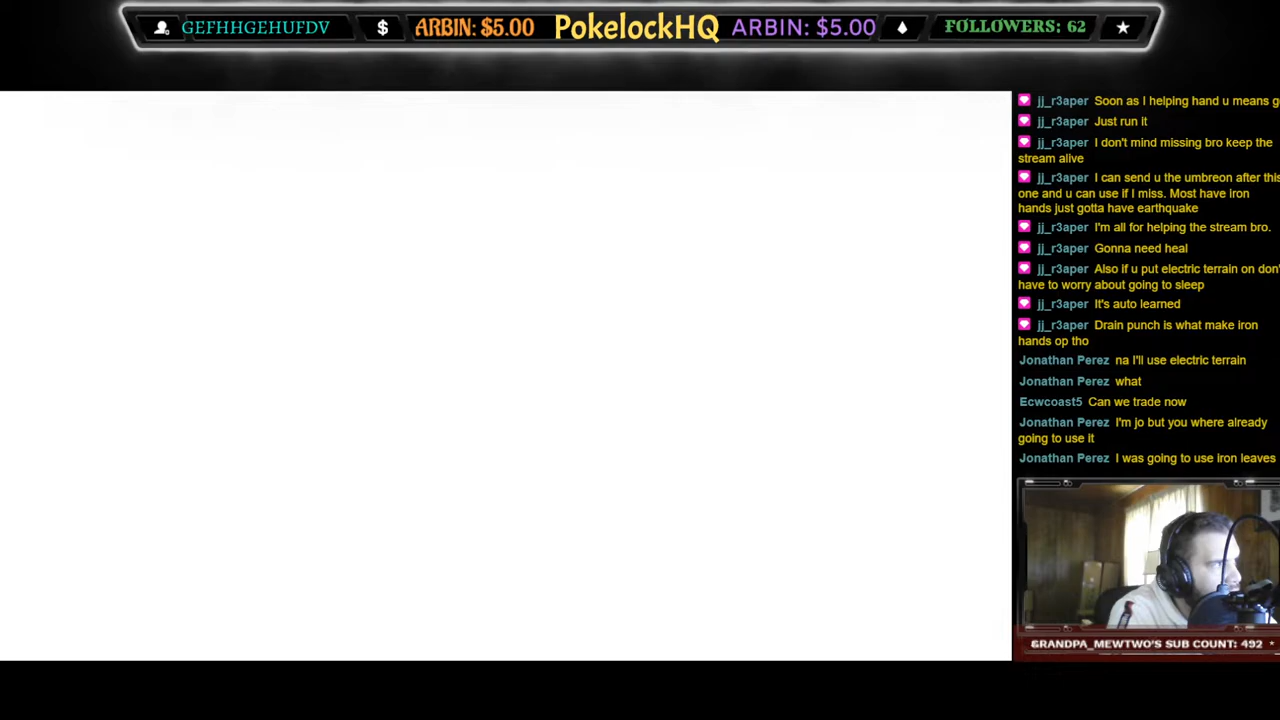 GEFHHGEHUFDV $ ARBIN: $5.00 PokelockHQ ARBIN: $5.00 FOLLOWERS: 62
jj_r3aper Soon as I helping hand u means g
jj_r3aper Just run it
jj_r3aper I don't mind missing bro keep the
stream alive
jj_r3aper I can send u the umbreon after this
one and u can use if I miss. Most have iron
hands just gotta have earthquake
jj_r3aper I'm all for helping the stream bro.
jj_r3aper Gonna need heal
jj_r3aper Also if u put electric terrain on don'
have to worry about going to sleep
jj_r3aper It's auto learned
jj_r3aper Drain punch is what make iron
hands op tho
Jonathan Perez na I'll use electric terrain
Jonathan Perez what
Ecwcoast5 Can we trade now
Jonathan Perez I'm jo but you where already
going to use it
Jonathan Perez I was going to use iron leaves
GRANDPA_MEWTWO'S SUB COUNT: 492